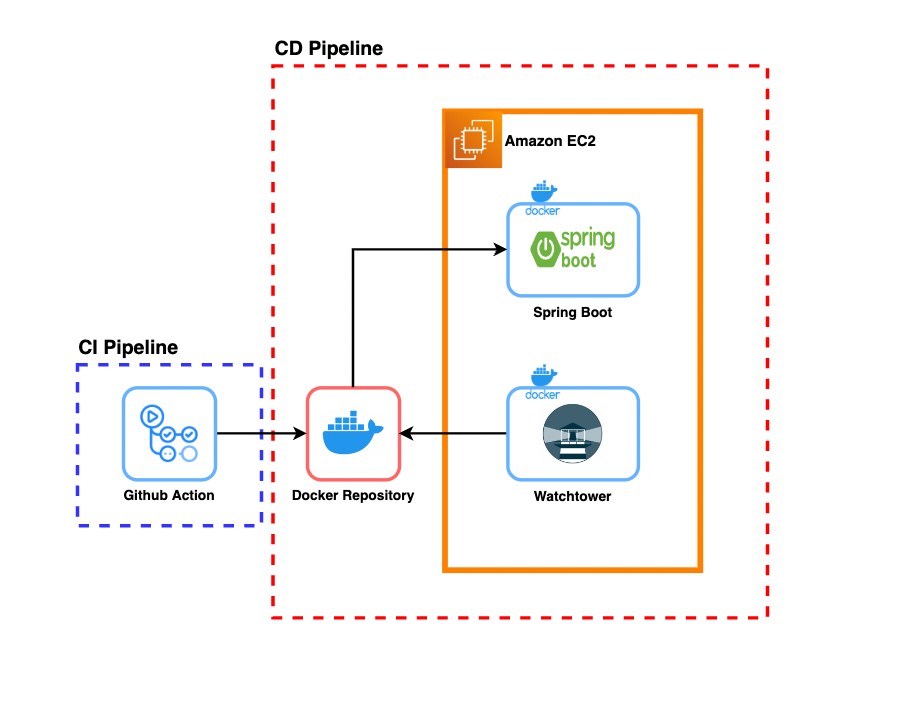 CD Pipeline
Amazon EC2
docker
spring
boot
Spring Boot
CI Pipeline
docker
Github Action
Docker Repository
Watchtower